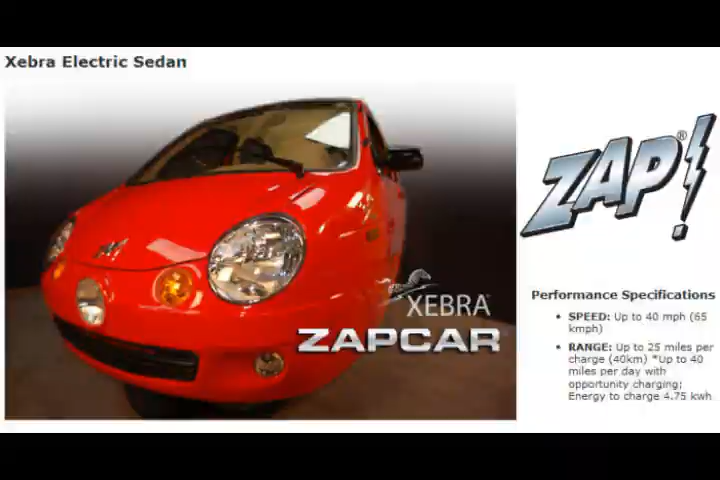 Xebra Electric Sedan
ZAP!®
XEBRA™
ZAPCAR
Performance Specifications
• SPEED: Up to 40 mph (65
kmph)
• RANGE: Up to 25 miles per
charge (40km) *Up to 40
miles per day with
opportunity charging;
Energy to charge 4.75 kwh